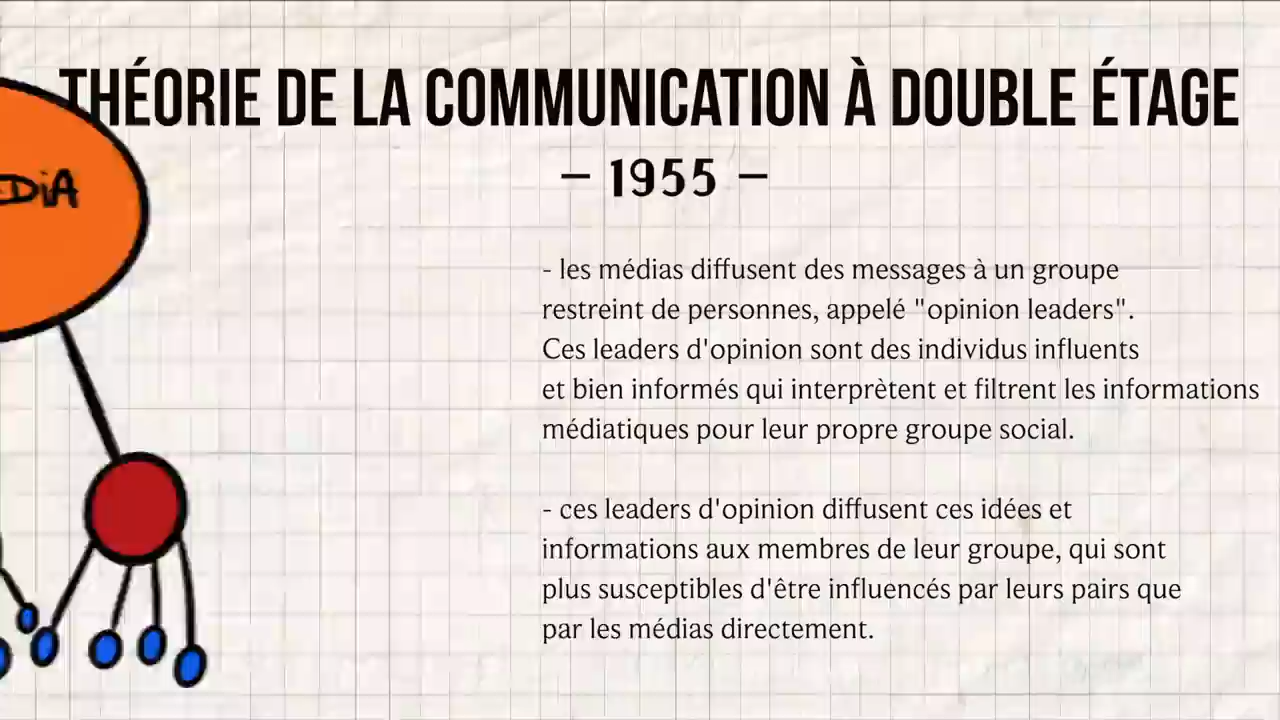 THÉORIE DE LA COMMUNICATION À DOUBLE ÉTAGE
– 1955 –
EDIA
- les médias diffusent des messages à un groupe
restreint de personnes, appelé "opinion leaders".
Ces leaders d'opinion sont des individus influents
et bien informés qui interprètent et filtrent les informations
médiatiques pour leur propre groupe social.
- ces leaders d'opinion diffusent ces idées et
informations aux membres de leur groupe, qui sont
plus susceptibles d'être influencés par leurs pairs que
par les médias directement.